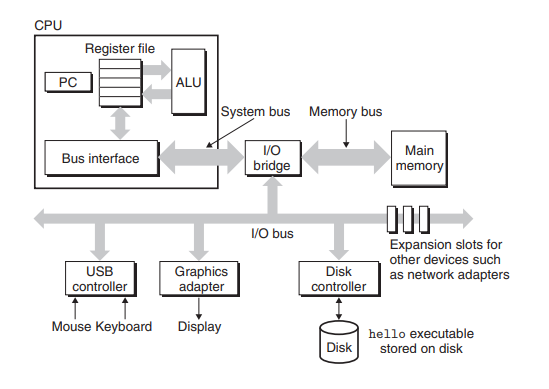 CPU
Register file
PC
ALU
System bus
Memory bus
Bus interface
I/O
bridge
Main
memory
I/O bus
Expansion slots for
other devices such
as network adapters
USB
controller
Graphics
adapter
Disk
controller
Mouse Keyboard
Display
Disk
hello executable
stored on disk